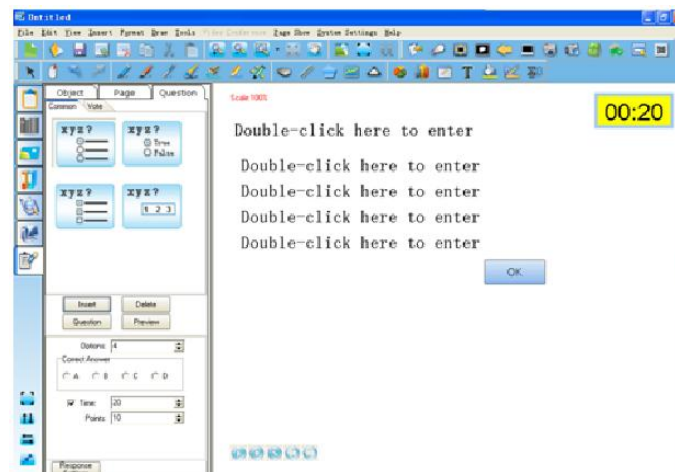 Untitled
File Edit View Insert Format Draw Tools Video Conference Page Show System Settings Help
Object Page Question
Common Vote
Scale 100%
00:20
xyz?
xyz?
True
False
xyz?
xyz?
1 2 3
Double-click here to enter
Double-click here to enter
Double-click here to enter
Double-click here to enter
Double-click here to enter
OK
Insert Delete
Question Preview
Options: 4
Correct Answer
A B C D
Time: 20
Points: 10
Response